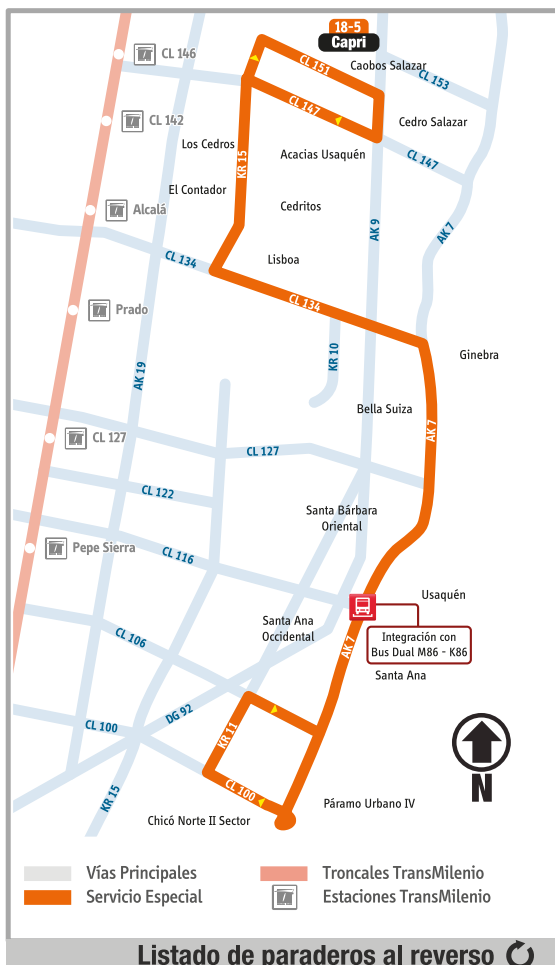 18-5
Capri
CL 146
CL 151
Caobos Salazar
CL 153
CL 147
CL 142
Cedro Salazar
Los Cedros
Acacias Usaquén
CL 147
KR 15
El Contador
Alcalá
Cedritos
AK 9
AK 7
CL 134
Lisboa
CL 134
Prado
KR 10
Ginebra
AK 19
Bella Suiza
AK 7
CL 127
CL 127
CL 122
Santa Bárbara
Oriental
Pepe Sierra
CL 116
Usaquén
Santa Ana
Occidental
CL 106
AK 7
Integración con
Bus Dual M86 - K86
Santa Ana
DG 92
CL 100
KR 11
N
CL 100
KR 15
Páramo Urbano IV
Chicó Norte II Sector
Vías Principales
Troncales TransMilenio
Servicio Especial
Estaciones TransMilenio
Listado de paraderos al reverso